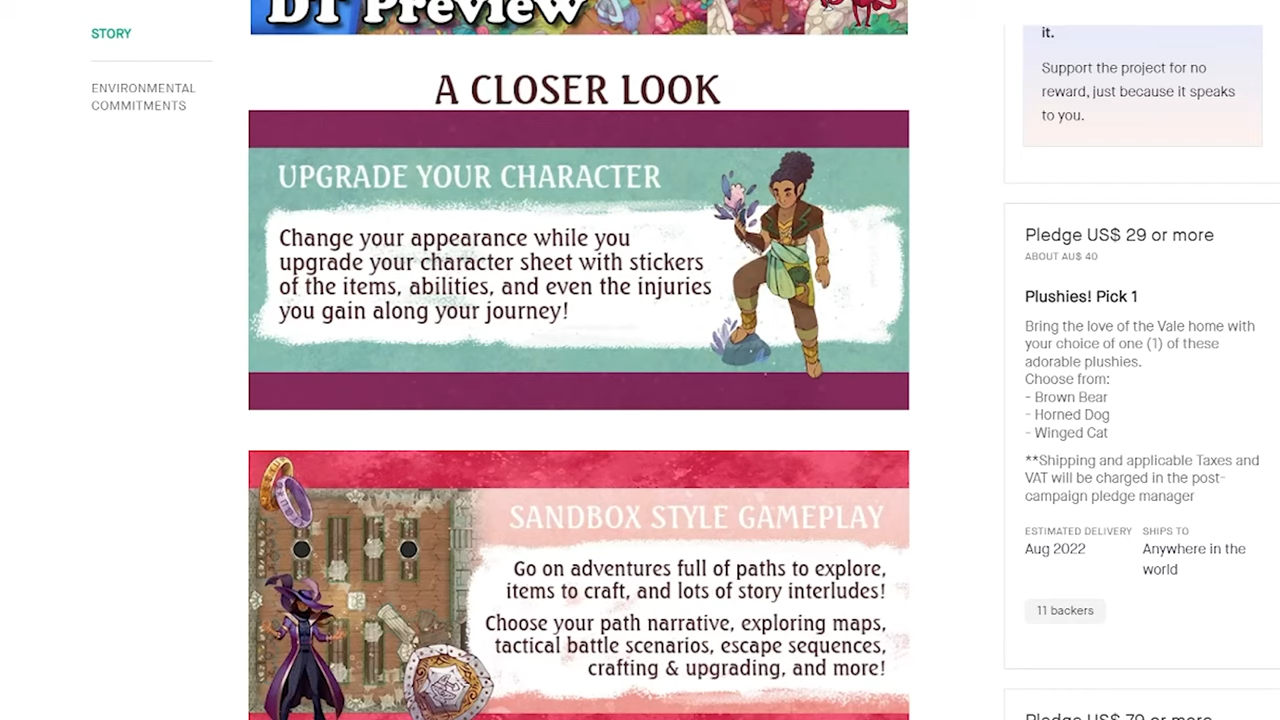 DT Preview
STORY
ENVIRONMENTAL
COMMITMENTS
A CLOSER LOOK
UPGRADE YOUR CHARACTER
Change your appearance while you
upgrade your character sheet with stickers
of the items, abilities, and even the injuries
you gain along your journey!
SANDBOX STYLE GAMEPLAY
Go on adventures full of paths to explore,
items to craft, and lots of story interludes!
Choose your path narrative, exploring maps,
tactical battle scenarios, escape sequences,
crafting & upgrading, and more!
it.
Support the project for no
reward, just because it speaks
to you.
Pledge US$ 29 or more
ABOUT AU$ 40
Plushies! Pick 1
Bring the love of the Vale home with
your choice of one (1) of these
adorable plushies.
Choose from:
- Brown Bear
- Horned Dog
- Winged Cat
**Shipping and applicable Taxes and
VAT will be charged in the post-
campaign pledge manager
ESTIMATED DELIVERY
Aug 2022
SHIPS TO
Anywhere in the
world
11 backers
Pledge US$ 79 or more